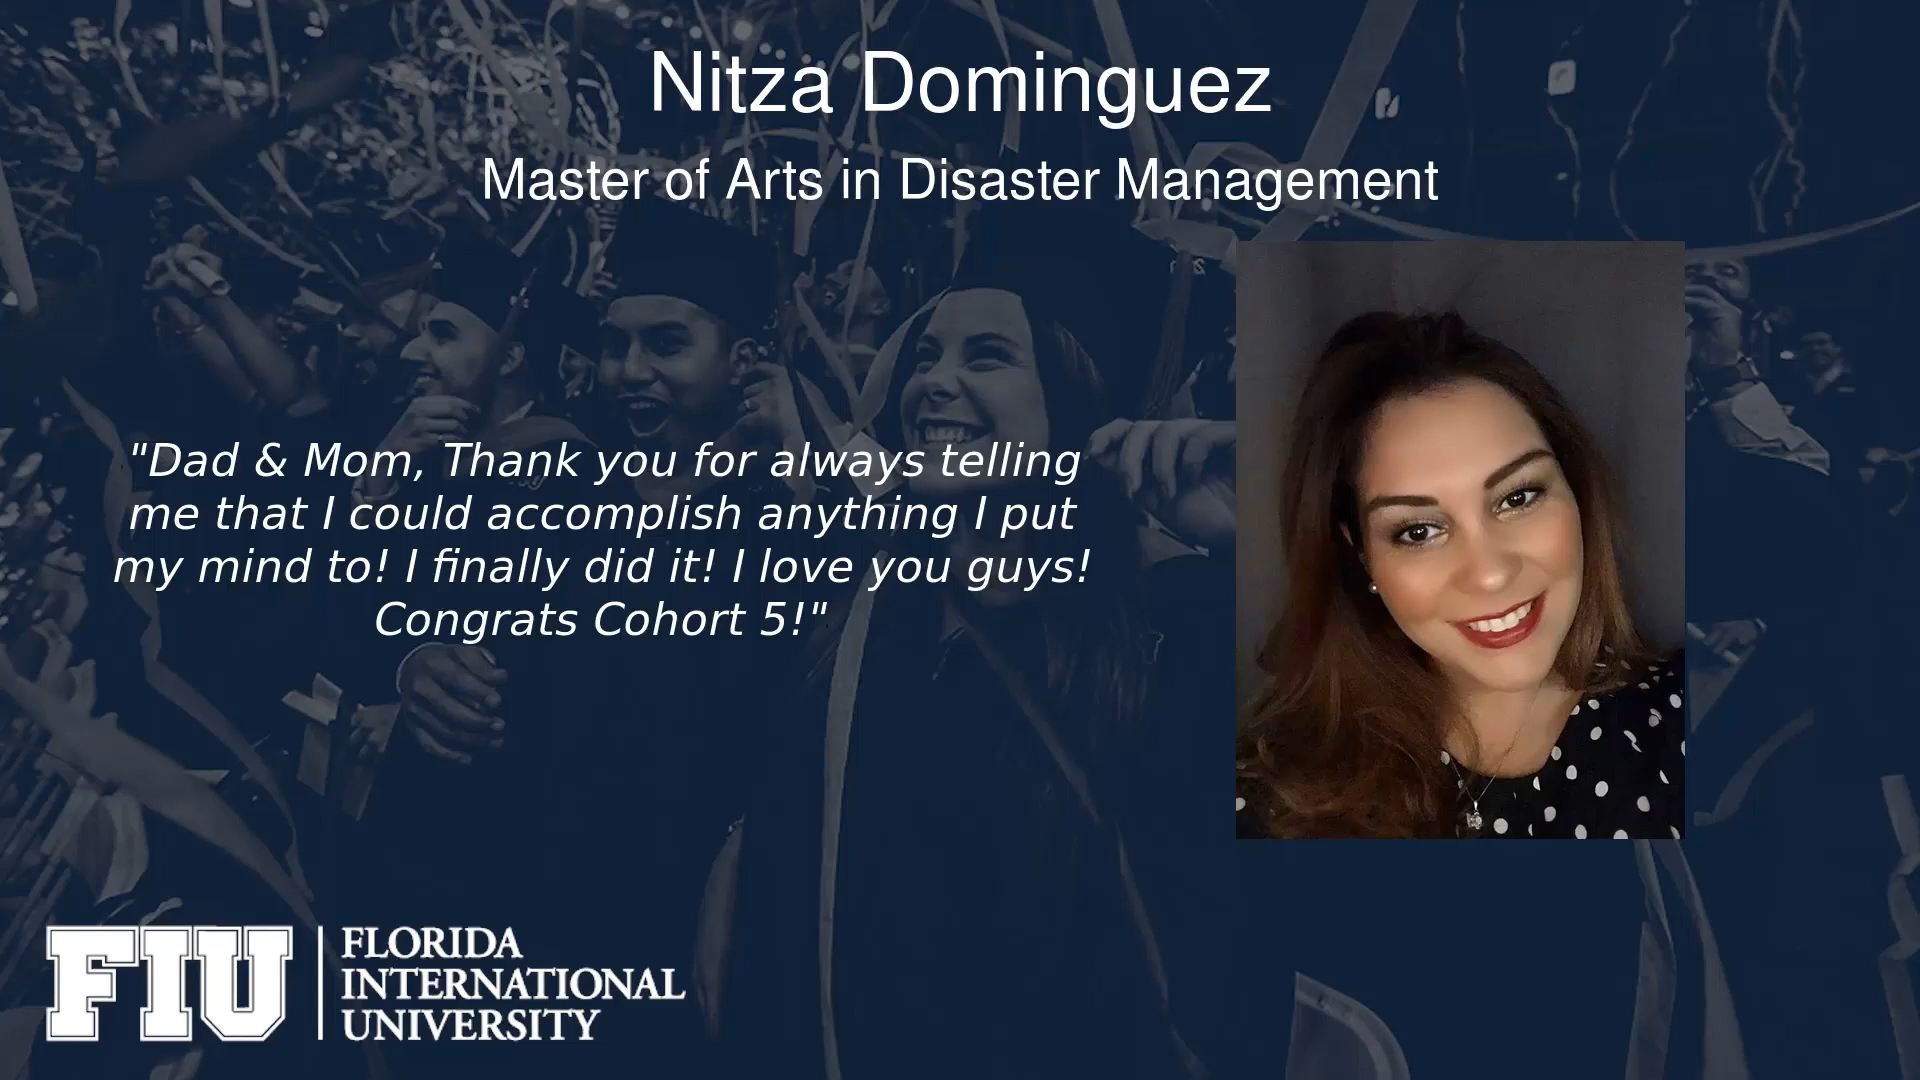 Nitza Dominguez
Master of Arts in Disaster Management
"Dad & Mom, Thank you for always telling
me that I could accomplish anything I put
my mind to! I finally did it! I love you guys!
Congrats Cohort 5!"
FIU
FLORIDA
INTERNATIONAL
UNIVERSITY